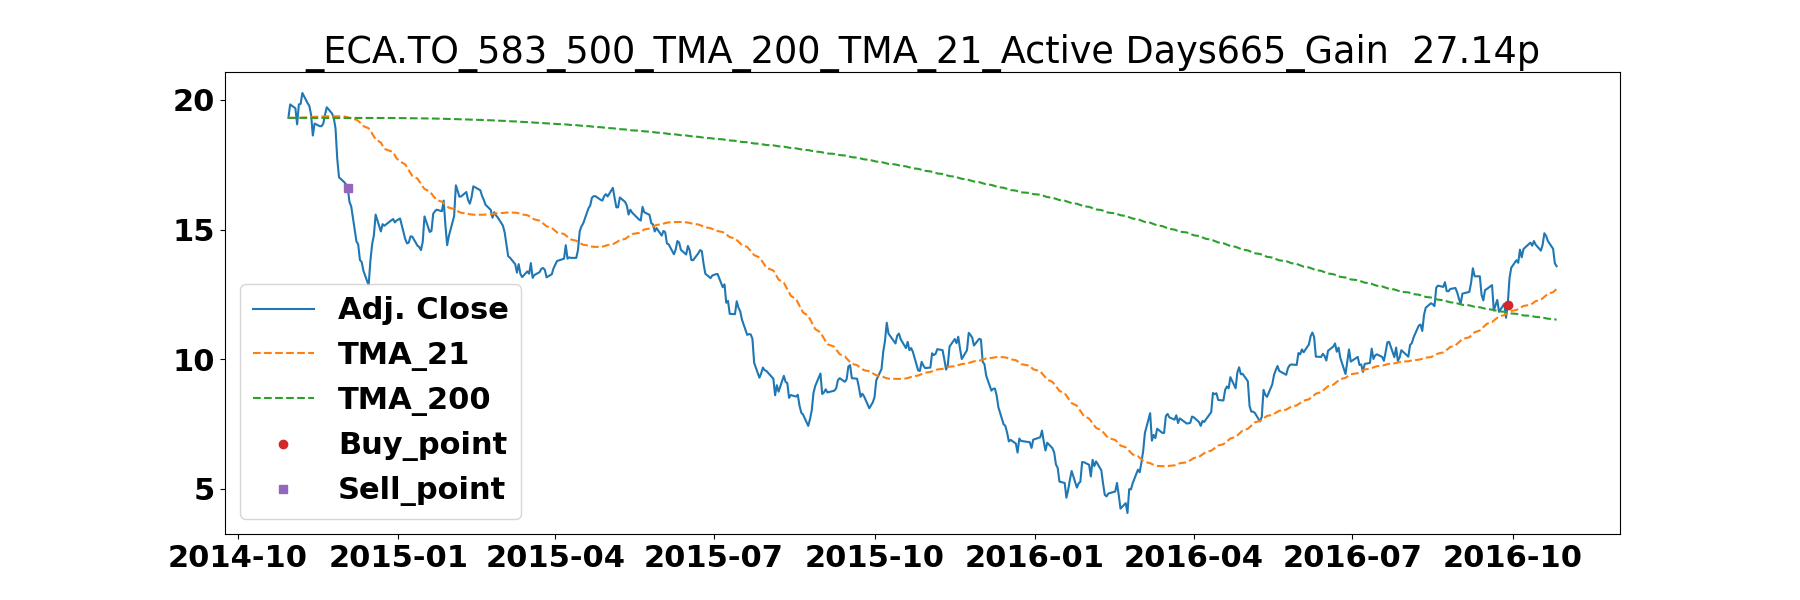 _ECA.TO_583_500_TMA_200_TMA_21_Active Days665_Gain  27.14p
20
15
10
5
Adj. Close
TMA_21
TMA_200
Buy_point
Sell_point
2014-10 2015-01 2015-04 2015-07 2015-10 2016-01 2016-04 2016-07 2016-10